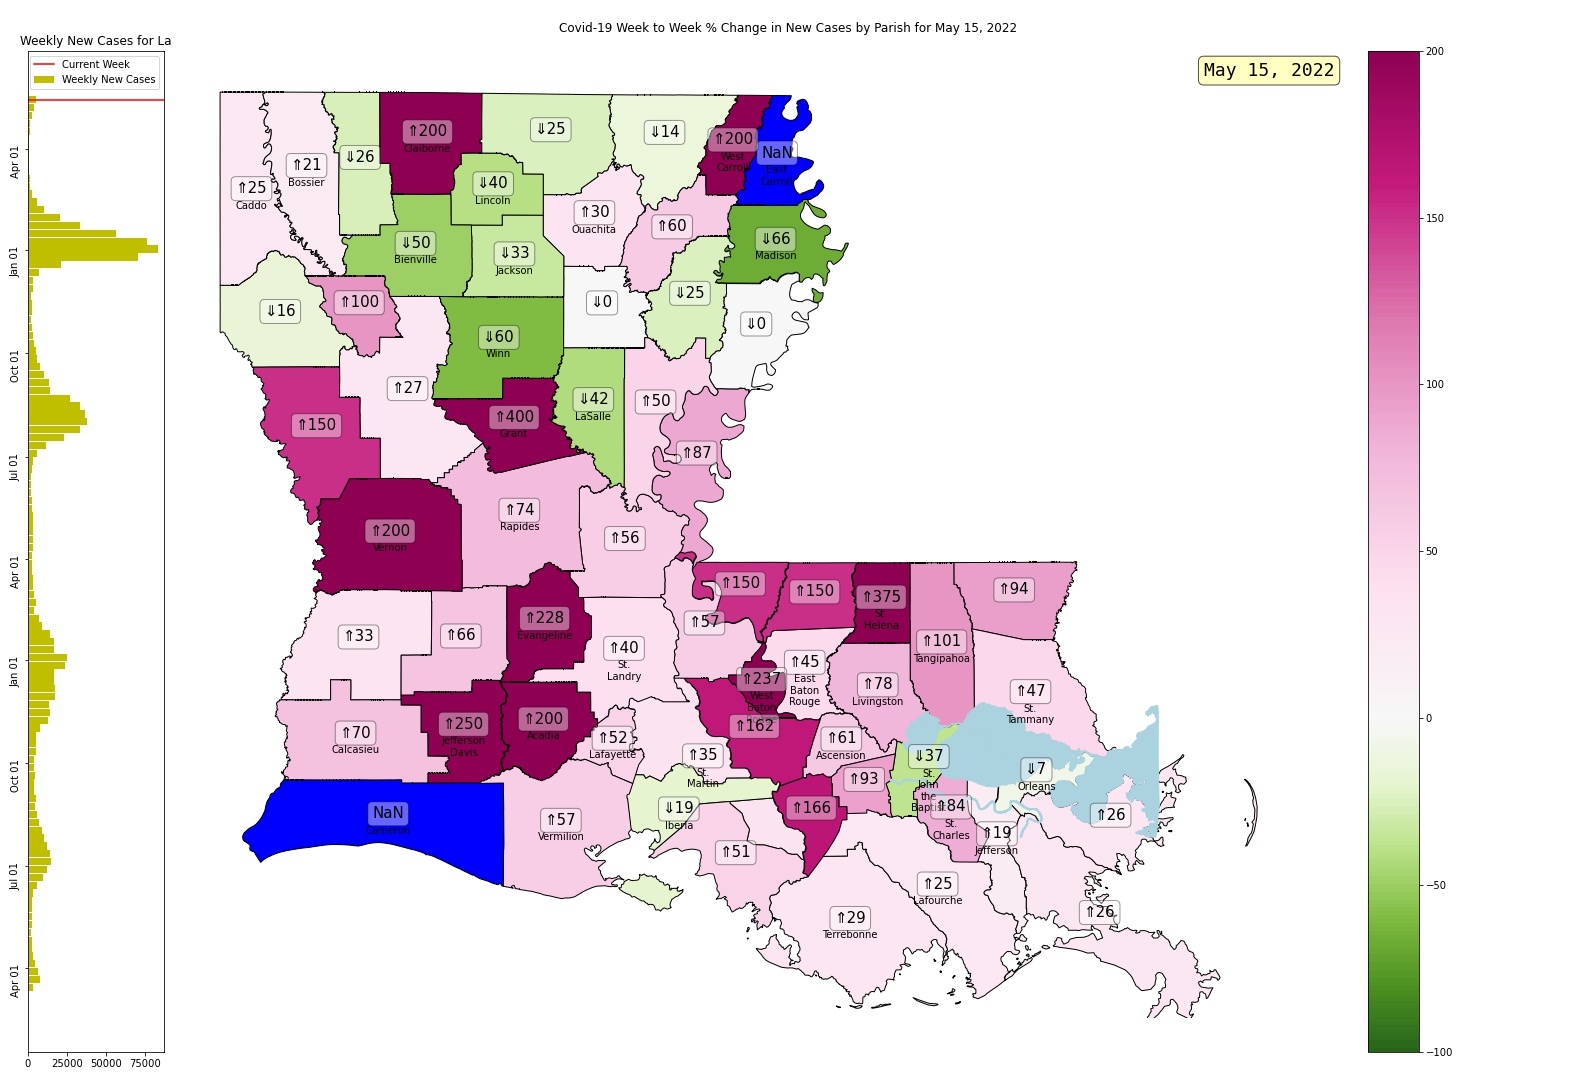 Covid-19 Week to Week % Change in New Cases by Parish for May 15, 2022
Weekly New Cases for La
Current Week
Weekly New Cases
Apr 01
Jan 01
Oct 01
Jul 01
Apr 01
Jan 01
Oct 01
Jul 01
Apr 01
0 25000 50000 75000
May 15, 2022
⇑25
Caddo
⇑21
Bossier
⇓26
⇑200
Claiborne
⇓25
⇓14
⇑200
West
Carroll
NaN
East
Carroll
⇓40
Lincoln
⇑30
Ouachita
⇑60
⇓66
Madison
⇓50
Bienville
⇓33
Jackson
⇓16
⇑100
⇓0
⇓25
⇓0
⇓60
Winn
⇑27
⇑150
⇑400
Grant
⇓42
LaSalle
⇑50
⇑87
⇑200
Vernon
⇑74
Rapides
⇑56
⇑150
⇑150
⇑375
St.
Helena
⇑101
Tangipahoa
⇑94
⇑33
⇑66
⇑228
Evangeline
⇑40
St.
Landry
⇑57
⇑237
West
Baton
⇑45
East
Baton
Rouge
⇑78
Livingston
⇑47
St.
Tammany
⇑70
Calcasieu
⇑250
Jefferson
Davis
⇑200
Acadia
⇑52
Lafayette
⇑35
St.
Martin
⇑162
⇑61
Ascension
⇑93
⇓37
St.
John
the
Baptist
⇓7
Orleans
⇑84
St.
Charles
⇑26
NaN
Cameron
⇑57
Vermilion
⇓19
Iberia
⇑166
⇑19
Jefferson
⇑51
⇑25
Lafourche
⇑29
Terrebonne
⇑26
200
150
100
50
0
−50
−100